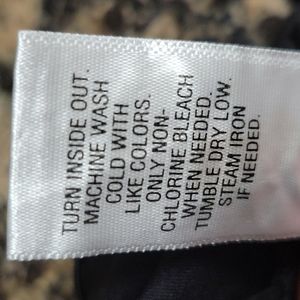 TURN INSIDE OUT.
MACHINE WASH
COLD WITH
LIKE COLORS.
ONLY NON-
CHLORINE BLEACH
WHEN NEEDED.
TUMBLE DRY LOW.
STEAM IRON
IF NEEDED.